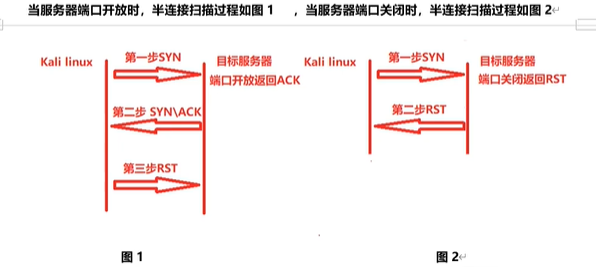 当服务器端口开放时，半连接扫描过程如图 1 ，当服务器端口关闭时，半连接扫描过程如图 2
Kali linux
第一步SYN
目标服务器
端口开放返回ACK
第二步 SYN\ACK
第三步RST
图 1
Kali linux
第一步SYN
目标服务器
端口关闭返回RST
第二步RST
图 2